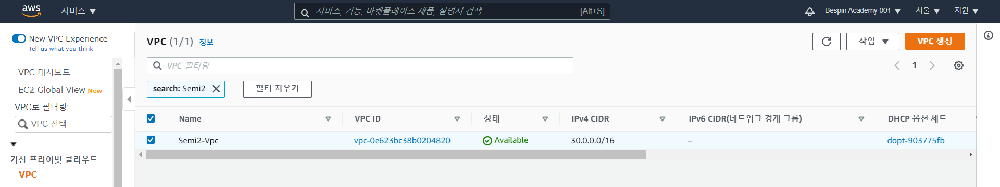 aws 서비스 ▼ 서비스, 기능, 마켓플레이스 제품, 설명서 검색 [Alt+S] Bespin Academy 001 ▼ 서울 ▼ 지원 ▼
New VPC Experience
Tell us what you think
VPC 대시보드
EC2 Global View New
VPC로 필터링:
VPC 선택
가상 프라이빗 클라우드
VPC
VPC (1/1) 정보 작업 ▼ VPC 생성
VPC 필터링 1
search: Semi2 필터 지우기
Name VPC ID 상태 IPv4 CIDR IPv6 CIDR(네트워크 경계 그룹) DHCP 옵션 세트
Semi2-Vpc vpc-0e623bc38b0204820 Available 30.0.0.0/16 – dopt-903775fb